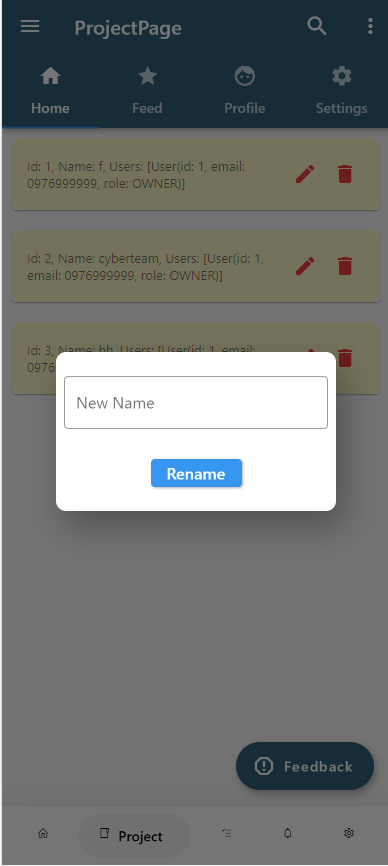 ProjectPage
Home Feed Profile Settings
Id: 1, Name: f, Users: [User(id: 1, email:
0976999999, role: OWNER)]
Id: 2, Name: cyberteam, Users: [User(id: 1,
email: 0976999999, role: OWNER)]
Id: 3, Name: hh, Users: [User(id: 1, email:
0976
New Name
Rename
Feedback
Project